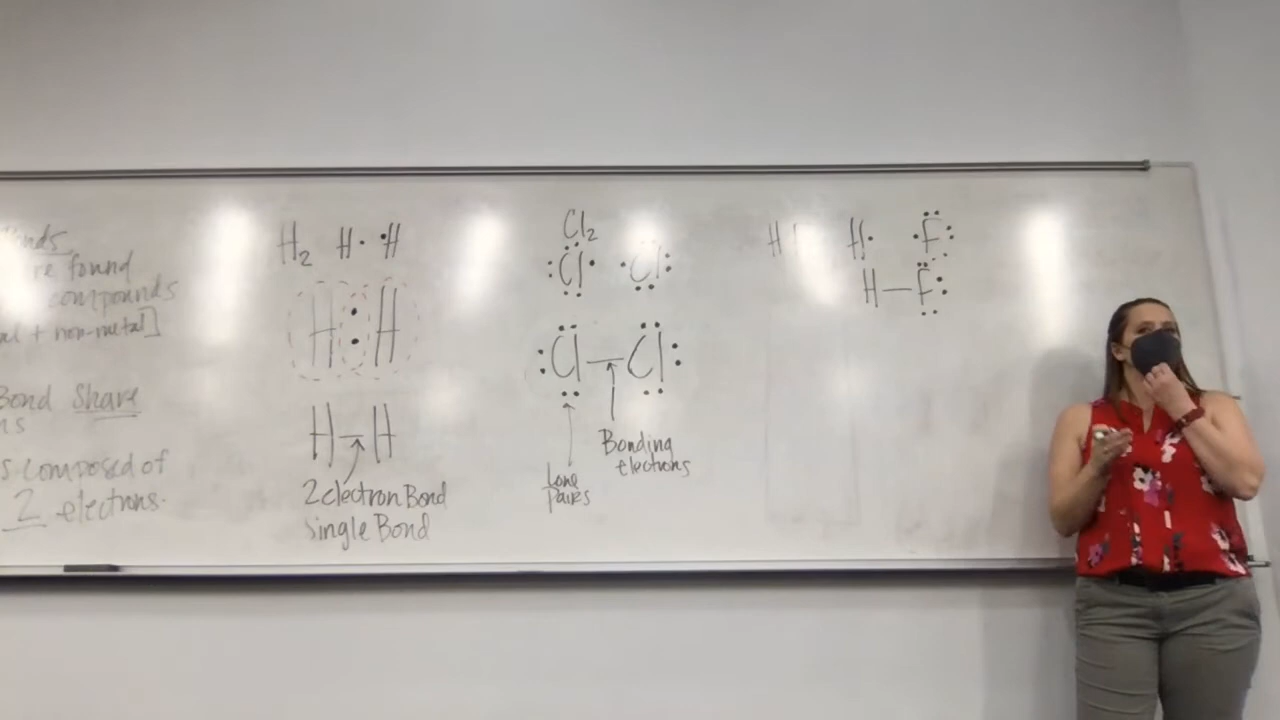 re found
compounds
+ non-metal]
Bond Share
composed of
2 electrons.
H₂ H· ·H
H : H
H–H
2 electron Bond
Single Bond
Cl₂
:Cl· ·Cl:
:Cl–Cl:
Bonding
electrons
Lone
Pairs
H
H· ·F:
H–F: